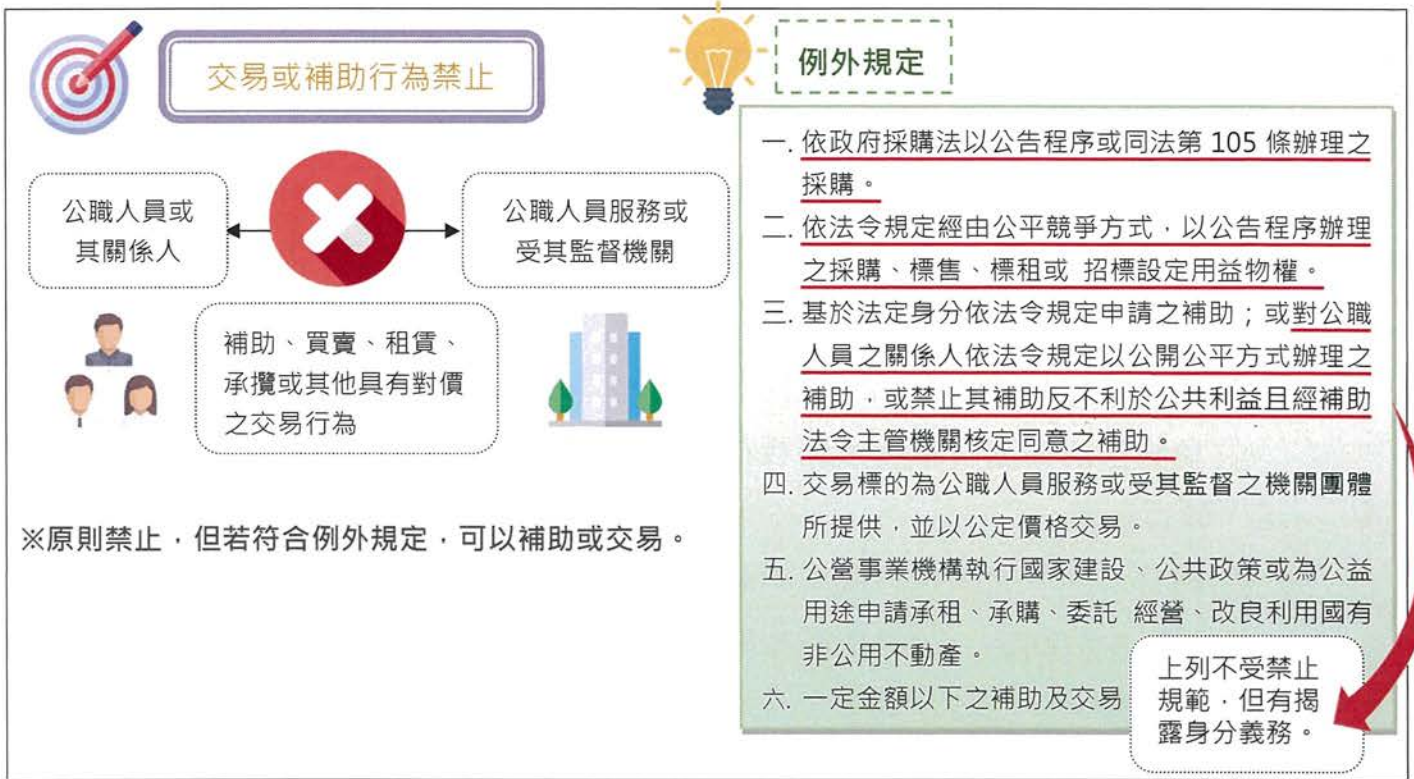 交易或補助行為禁止
公職人員或
其關係人
公職人員服務或
受其監督機關
補助、買賣、租賃、
承攬或其他具有對價
之交易行為
※原則禁止，但若符合例外規定，可以補助或交易。
例外規定
一. 依政府採購法以公告程序或同法第 105 條辦理之
採購。
二. 依法令規定經由公平競爭方式，以公告程序辦理
之採購、標售、標租或 招標設定用益物權。
三. 基於法定身分依法令規定申請之補助；或對公職
人員之關係人依法令規定以公開公平方式辦理之
補助，或禁止其補助反不利於公共利益且經補助
法令主管機關核定同意之補助。
四. 交易標的為公職人員服務或受其監督之機關團體
所提供，並以公定價格交易。
五. 公營事業機構執行國家建設、公共政策或為公益
用途申請承租、承購、委託 經營、改良利用國有
非公用不動產。
六. 一定金額以下之補助及交易
上列不受禁止
規範，但有揭
露身分義務。